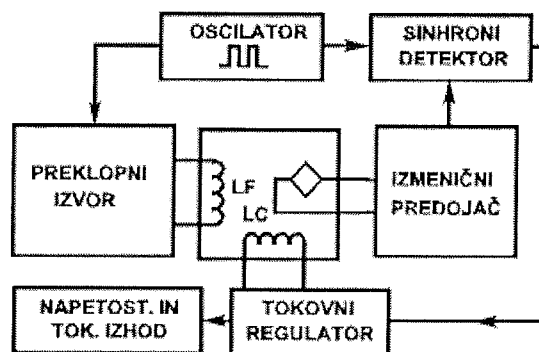 OSCILATOR
SINHRONI
DETEKTOR
PREKLOPNI
IZVOR
LF
LC
IZMENIČNI
PREDOJAČ
NAPETOST. IN
TOK. IZHOD
TOKOVNI
REGULATOR